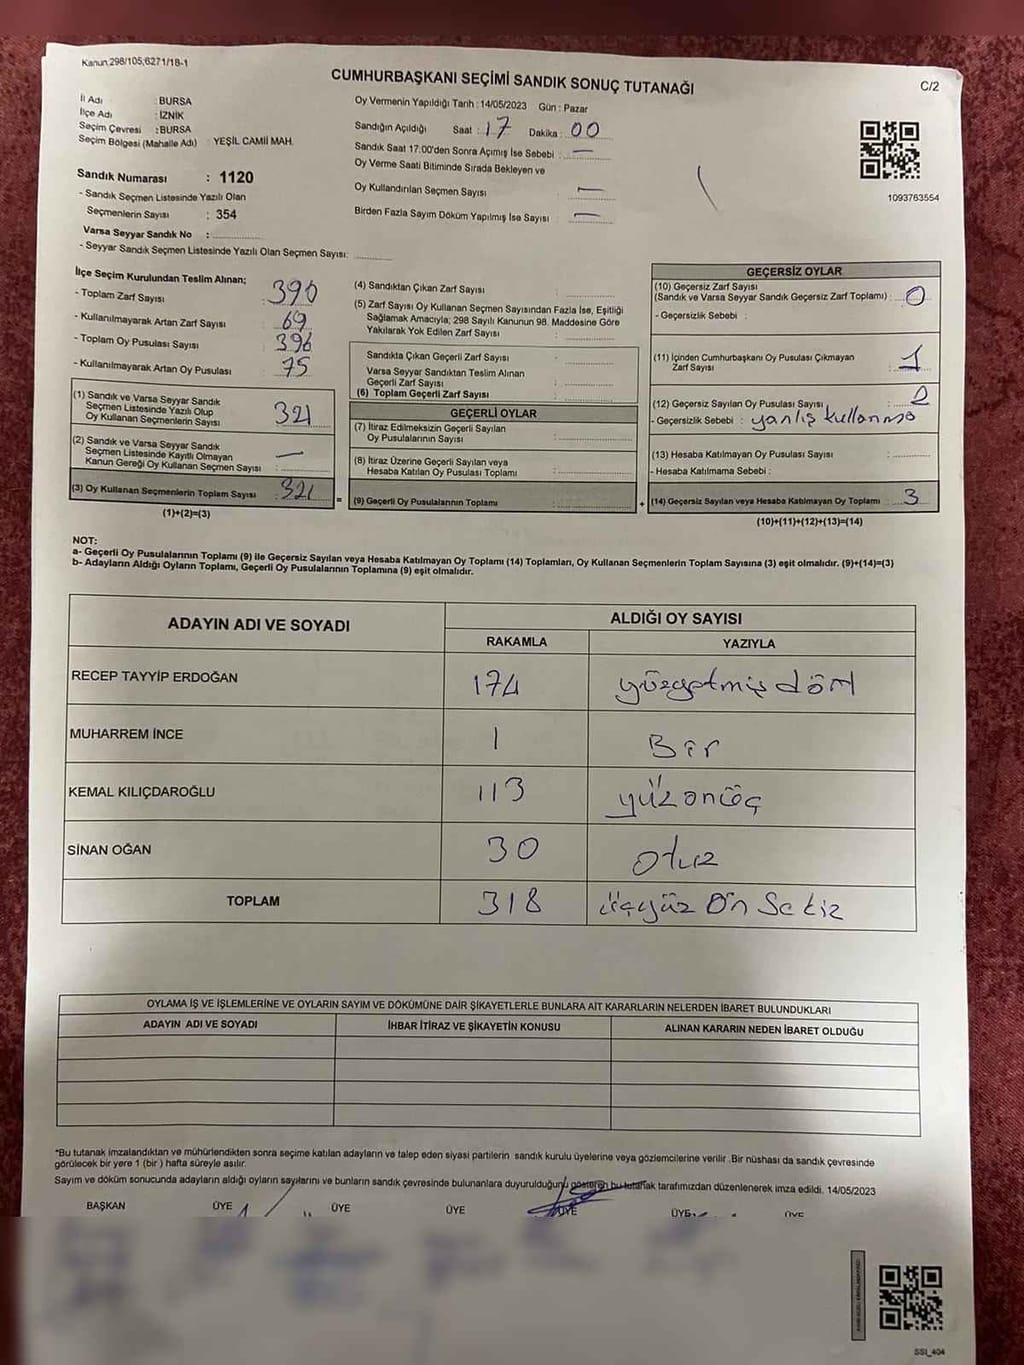 Kanun,298/105,6271/18-1
CUMHURBAŞKANI SEÇİMİ SANDIK SONUÇ TUTANAĞI
C/2
İl Adı : BURSA
İlçe Adı : İZNİK
Seçim Çevresi : BURSA
Seçim Bölgesi (Mahalle Adı) : YEŞİL CAMİİ MAH.
Sandık Numarası : 1120
- Sandık Seçmen Listesinde Yazılı Olan
Seçmenlerin Sayısı : 354
Varsa Seyyar Sandık No :
- Seyyar Sandık Seçmen Listesinde Yazılı Olan Seçmen Sayısı:
Oy Vermenin Yapıldığı Tarih : 14/05/2023 Gün : Pazar
Sandığın Açıldığı Saat : 17 Dakika : 00
Sandık Saat 17:00'den Sonra Açımış İse Sebebi : —
Oy Verme Saati Bitiminde Sırada Bekleyen ve
Oy Kullandırılan Seçmen Sayısı —
Birden Fazla Sayım Döküm Yapılmış İse Sayısı —
1093763554
İlçe Seçim Kurulundan Teslim Alınan;
- Toplam Zarf Sayısı : 390
- Kullanılmayarak Artan Zarf Sayısı : 69
- Toplam Oy Pusulası Sayısı : 396
- Kullanılmayarak Artan Oy Pusulası : 75
(1) Sandık ve Varsa Seyyar Sandık
Seçmen Listesinde Yazılı Olup
Oy Kullanan Seçmenlerin Sayısı : 321
(2) Sandık ve Varsa Seyyar Sandık
Seçmen Listesinde Kayıtlı Olmayan
Kanun Gereği Oy Kullanan Seçmen Sayısı : —
(3) Oy Kullanan Seçmenlerin Toplam Sayısı : 321
(1)+(2)=(3)
(4) Sandıktan Çıkan Zarf Sayısı :
(5) Zarf Sayısı Oy Kullanan Seçmen Sayısından Fazla İse, Eşitliği
Sağlamak Amacıyla; 298 Sayılı Kanunun 98. Maddesine Göre
Yakılarak Yok Edilen Zarf Sayısı :
Sandıkta Çıkan Geçerli Zarf Sayısı :
Varsa Seyyar Sandıktan Teslim Alınan
Geçerli Zarf Sayısı :
(6) Toplam Geçerli Zarf Sayısı :
GEÇERLİ OYLAR
(7) İtiraz Edilmeksizin Geçerli Sayılan
Oy Pusulalarının Sayısı :
(8) İtiraz Üzerine Geçerli Sayılan veya
Hesaba Katılan Oy Pusulası Toplamı :
= (9) Geçerli Oy Pusulalarının Toplamı : +
GEÇERSİZ OYLAR
(10) Geçersiz Zarf Sayısı
(Sandık ve Varsa Seyyar Sandık Geçersiz Zarf Toplamı) : 0
- Geçersizlik Sebebi :
(11) İçinden Cumhurbaşkanı Oy Pusulası Çıkmayan
Zarf Sayısı : 1
(12) Geçersiz Sayılan Oy Pusulası Sayısı : 2
- Geçersizlik Sebebi : yanlış kullanma
(13) Hesaba Katılmayan Oy Pusulası Sayısı :
- Hesaba Katılmama Sebebi :
(14) Geçersiz Sayılan veya Hesaba Katılmayan Oy Toplamı : 3
(10)+(11)+(12)+(13)=(14)
NOT:
a- Geçerli Oy Pusulalarının Toplamı (9) ile Geçersiz Sayılan veya Hesaba Katılmayan Oy Toplamı (14) Toplamları, Oy Kullanan Seçmenlerin Toplam Sayısına (3) eşit olmalıdır. (9)+(14)=(3)
b- Adayların Aldığı Oyların Toplamı, Geçerli Oy Pusulalarının Toplamına (9) eşit olmalıdır.
ADAYIN ADI VE SOYADI
ALDIĞI OY SAYISI
RAKAMLA YAZIYLA
RECEP TAYYİP ERDOĞAN 174 yüzyetmiş dört
MUHARREM İNCE 1 Bir
KEMAL KILIÇDAROĞLU 113 yüzonüç
SİNAN OĞAN 30 Otuz
TOPLAM 318 üçyüz On Sekiz
OYLAMA İŞ VE İŞLEMLERİNE VE OYLARIN SAYIM VE DÖKÜMÜNE DAİR ŞİKAYETLERLE BUNLARA AİT KARARLARIN NELERDEN İBARET BULUNDUKLARI
ADAYIN ADI VE SOYADI İHBAR İTİRAZ VE ŞİKAYETİN KONUSU ALINAN KARARIN NEDEN İBARET OLDUĞU
*Bu tutanak imzalandıktan ve mühürlendikten sonra seçime katılan adayların ve talep eden siyasi partilerin sandık kurulu üyelerine veya gözlemcilerine verilir .Bir nüshası da sandık çevresinde
görülecek bir yere 1 (bir ) hafta süreyle asılır.
Sayım ve döküm sonucunda adayların aldığı oyların sayılarını ve bunların sandık çevresinde bulunanlara duyurulduğunu gösteren bu tutanak tarafımızdan düzenlenerek imza edildi. 14/05/2023
BAŞKAN ÜYE ÜYE ÜYE ÜYE ÜYE ÜYE
SSI_404